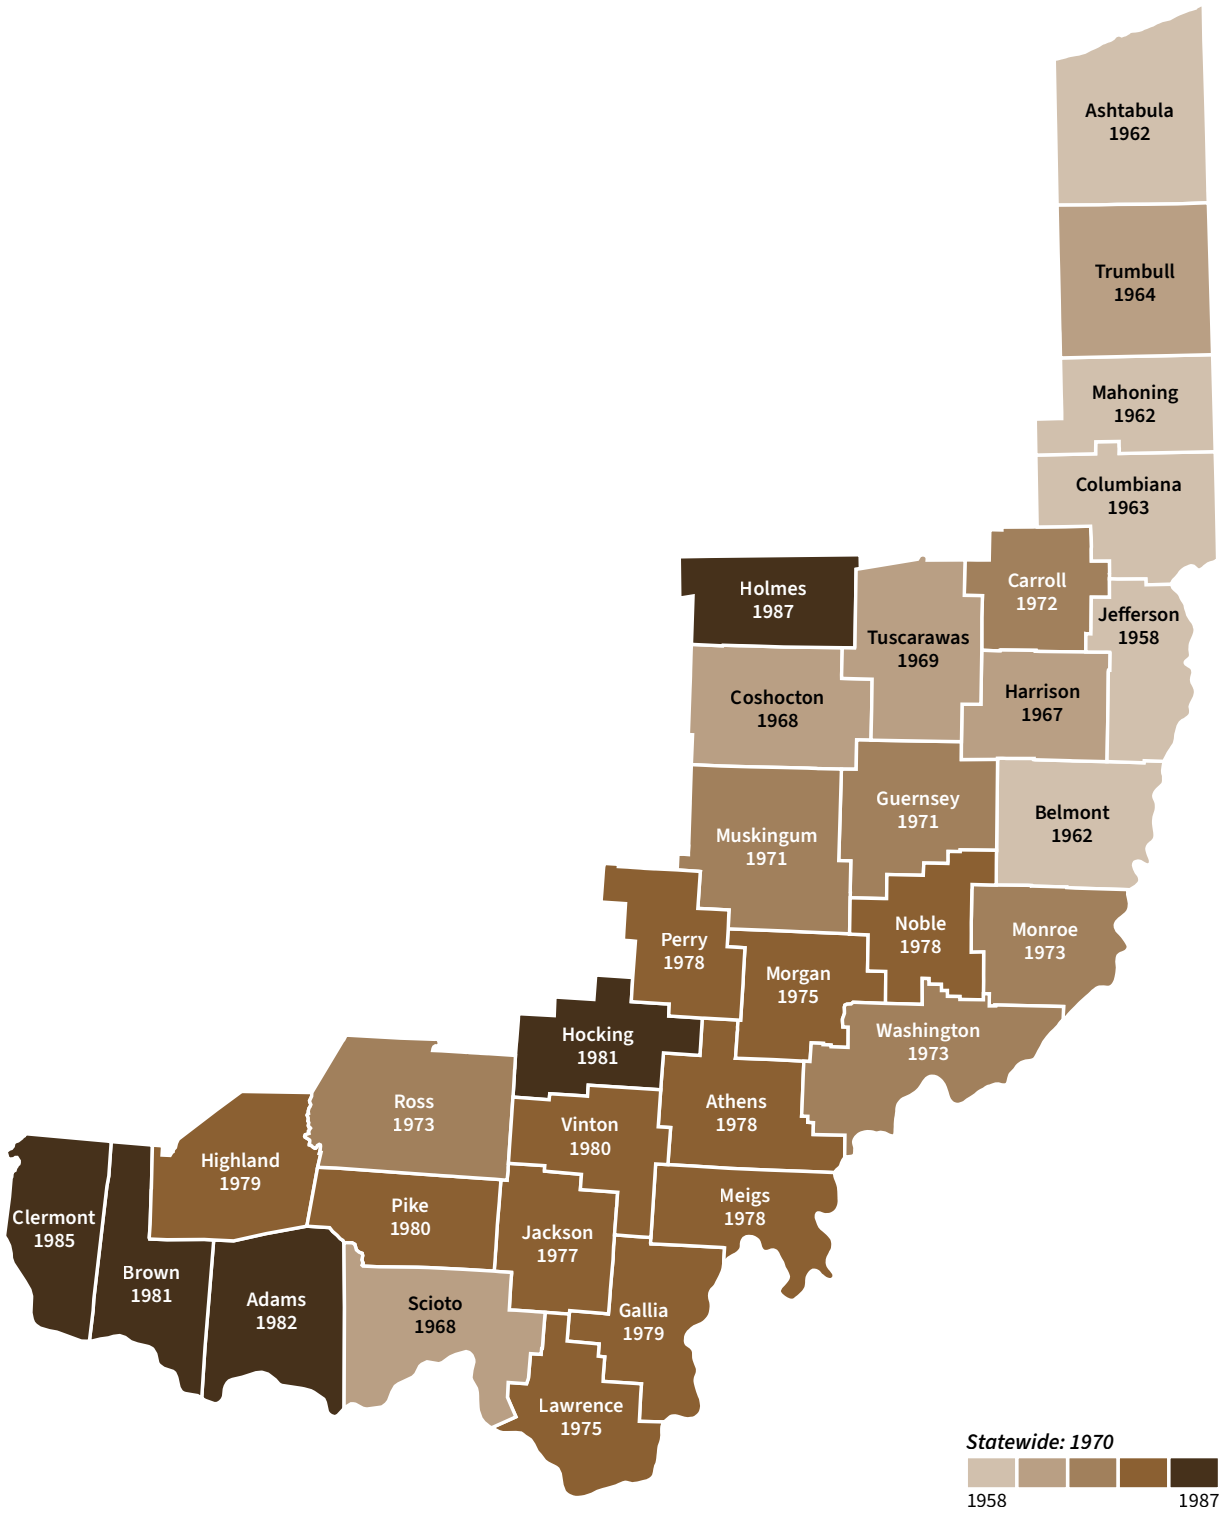 Ashtabula
1962
Trumbull
1964
Mahoning
1962
Columbiana
1963
Holmes
1987
Carroll
1972
Jefferson
1958
Tuscarawas
1969
Coshocton
1968
Harrison
1967
Guernsey
1971
Belmont
1962
Muskingum
1971
Noble
1978
Monroe
1973
Perry
1978
Morgan
1975
Washington
1973
Hocking
1981
Ross
1973
Athens
1978
Vinton
1980
Highland
1979
Meigs
1978
Pike
1980
Clermont
1985
Jackson
1977
Brown
1981
Adams
1982
Scioto
1968
Gallia
1979
Lawrence
1975
Statewide: 1970
1958 1987